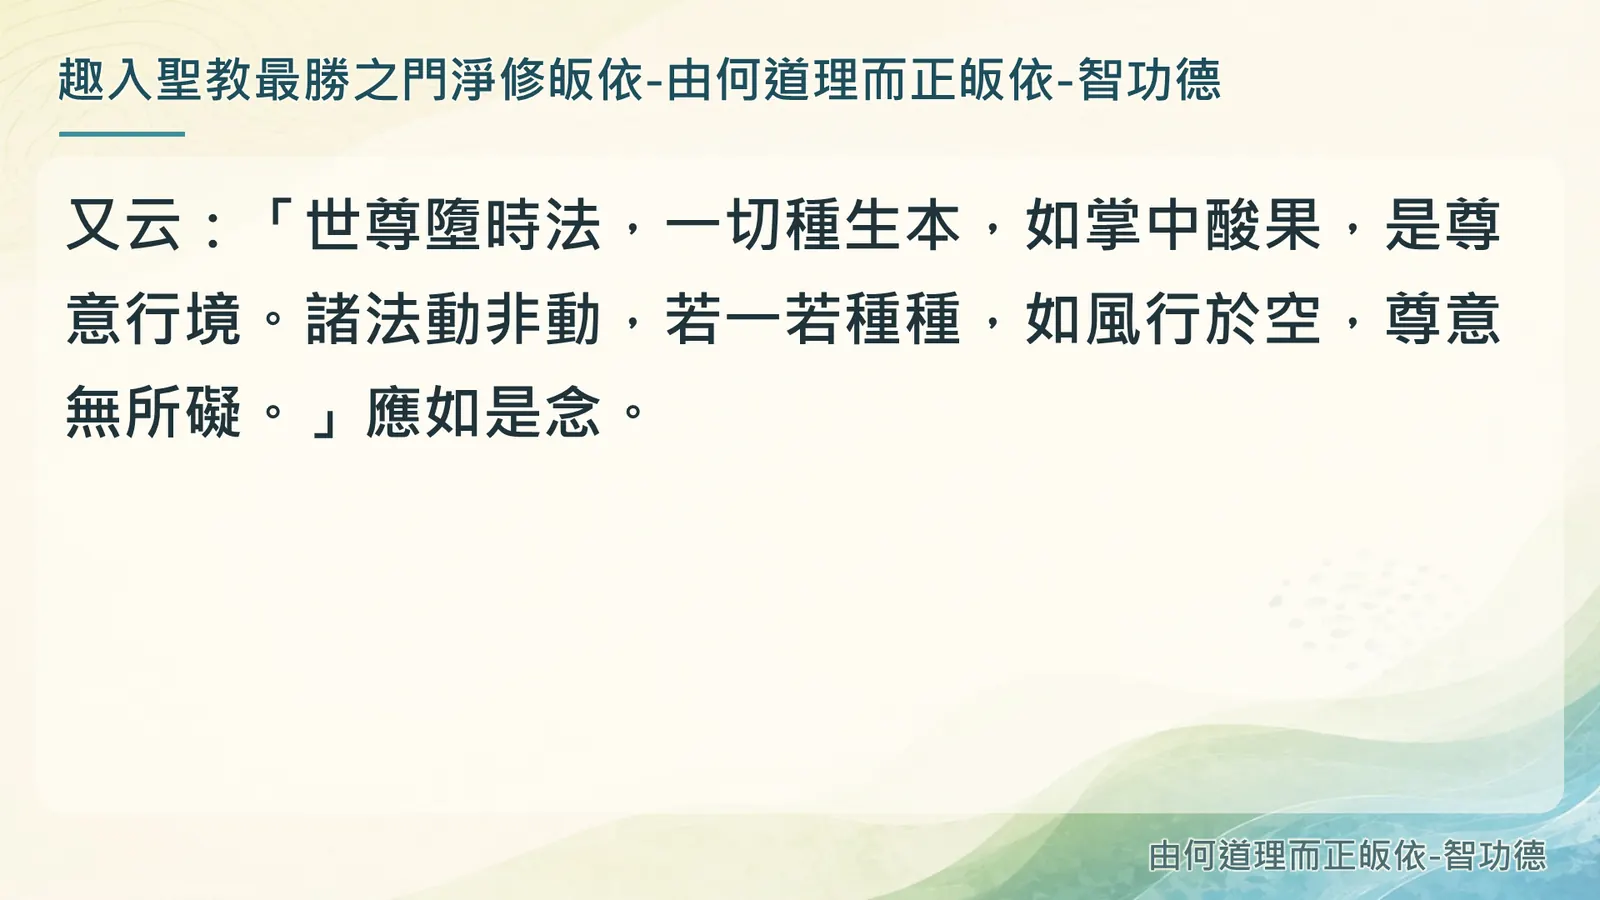 趣入聖教最勝之門淨修皈依-由何道理而正皈依-智功德
又云：「世尊墮時法，一切種生本，如掌中酸果，是尊
意行境。諸法動非動，若一若種種，如風行於空，尊意
無所礙。」應如是念。
由何道理而正皈依-智功德